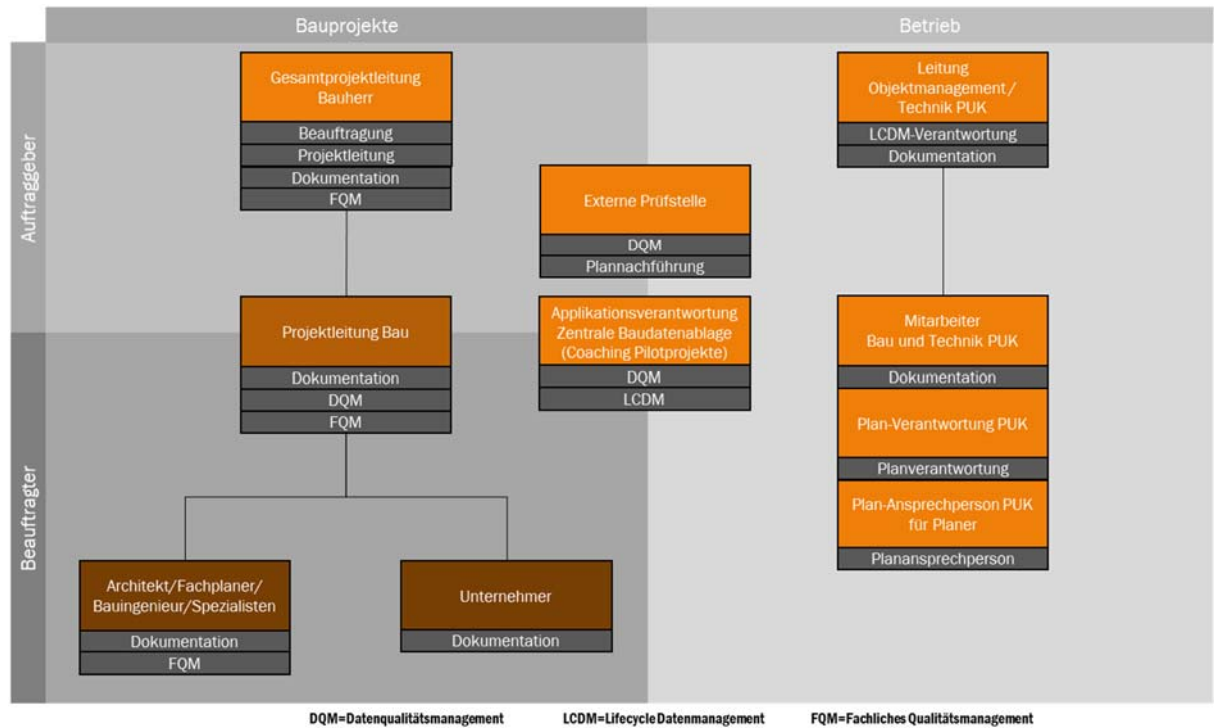 Bauprojekte
Betrieb
Auftraggeber
Beauftragter
Gesamtprojektleitung
Bauherr
Beauftragung
Projektleitung
Dokumentation
FQM
Projektleitung Bau
Dokumentation
DQM
FQM
Architekt/Fachplaner/
Bauingenieur/Spezialisten
Dokumentation
FQM
Unternehmer
Dokumentation
Externe Prüfstelle
DQM
Plannachführung
Applikationsverantwortung
Zentrale Baudatenablage
(Coaching Pilotprojekte)
DQM
LCDM
Leitung
Objektmanagement /
Technik PUK
LCDM-Verantwortung
Dokumentation
Mitarbeiter
Bau und Technik PUK
Dokumentation
Plan-Verantwortung PUK
Planverantwortung
Plan-Ansprechperson PUK
für Planer
Planansprechperson
DQM=Datenqualitätsmanagement
LCDM=Lifecycle Datenmanagement
FQM=Fachliches Qualitätsmanagement